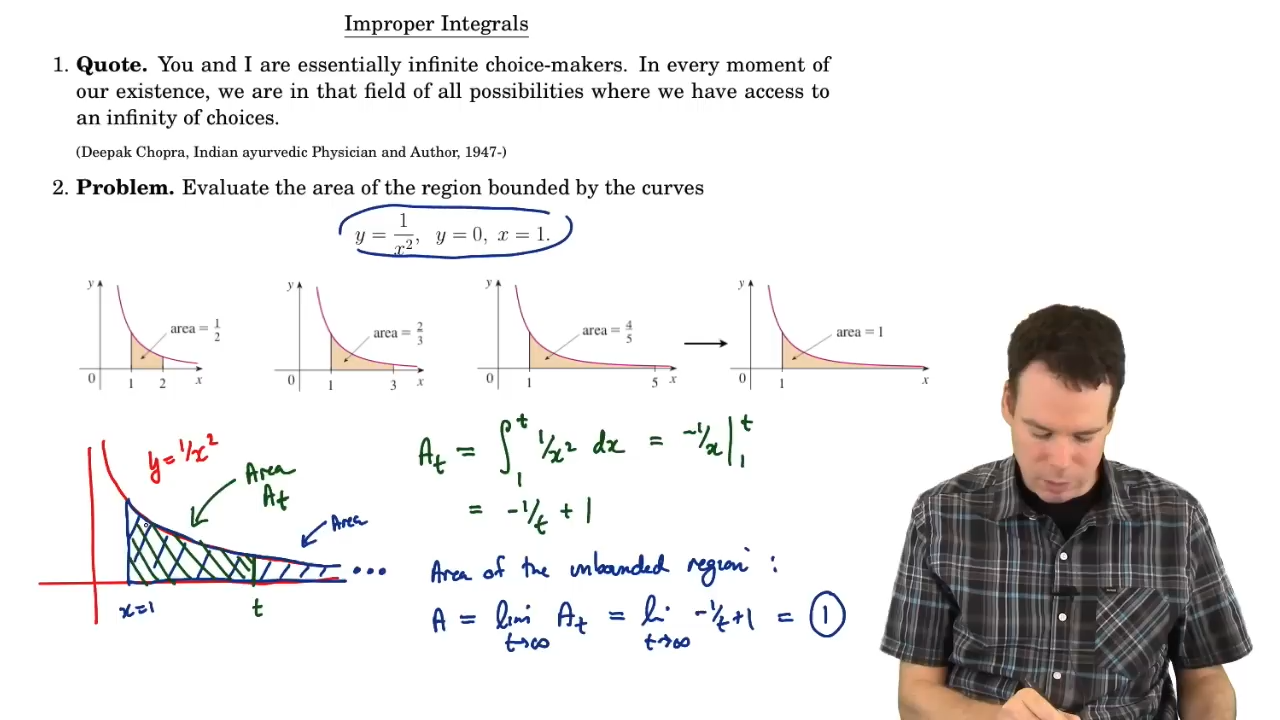 Improper Integrals
1. Quote. You and I are essentially infinite choice-makers. In every moment of
our existence, we are in that field of all possibilities where we have access to
an infinity of choices.
(Deepak Chopra, Indian ayurvedic Physician and Author, 1947-)
2. Problem. Evaluate the area of the region bounded by the curves
y = 1/x², y = 0, x = 1.
y area = 1/2 0 1 2 x
y area = 2/3 0 1 3 x
y area = 4/5 0 1 5 x
y area = 1 0 1 x
y = 1/x²
Area
At
Area
x=1 t
At = ∫₁ᵗ 1/x² dx = -1/x |₁ᵗ
= -1/t + 1
Area of the unbounded region :
A = lim t→∞ At = li t→∞ -1/t+1 = 1